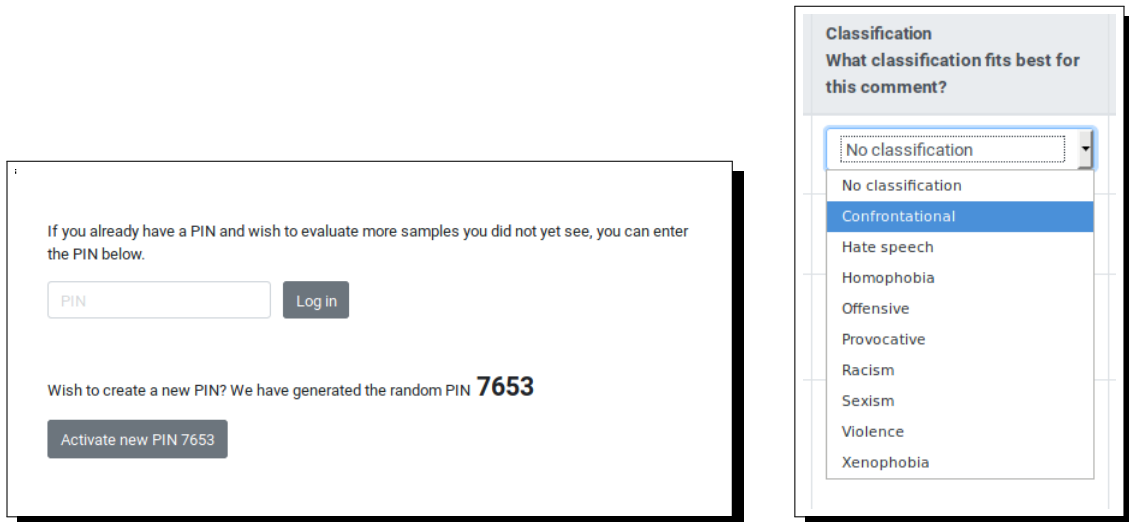 If you already have a PIN and wish to evaluate more samples you did not yet see, you can enter
the PIN below.
PIN
Log in
Wish to create a new PIN? We have generated the random PIN 7653
Activate new PIN 7653
Classification
What classification fits best for
this comment?
No classification
No classification
Confrontational
Hate speech
Homophobia
Offensive
Provocative
Racism
Sexism
Violence
Xenophobia